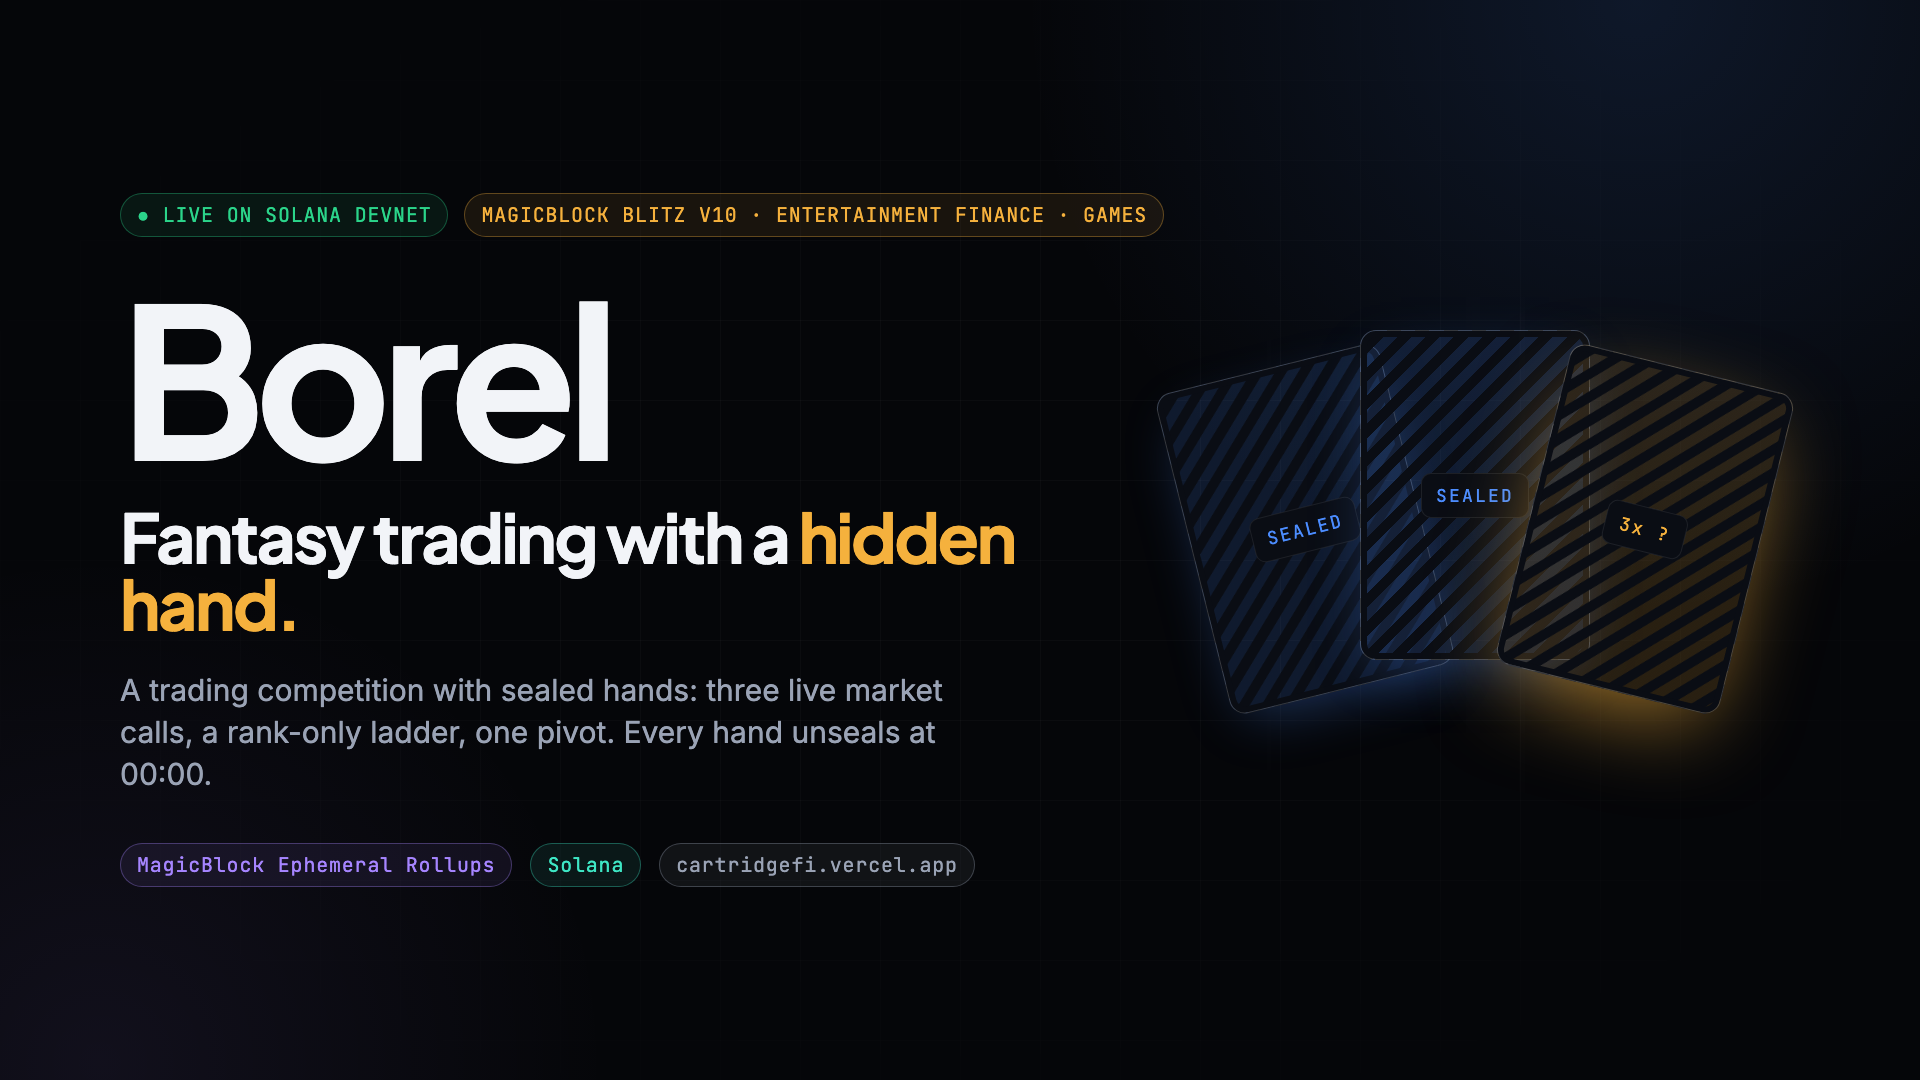 ● LIVE ON SOLANA DEVNET
MAGICBLOCK BLITZ V10 · ENTERTAINMENT FINANCE · GAMES
Borel
Fantasy trading with a hidden
hand.
A trading competition with sealed hands: three live market
calls, a rank-only ladder, one pivot. Every hand unseals at
00:00.
MagicBlock Ephemeral Rollups
Solana
cartridgefi.vercel.app
SEALED
SEALED
3x ?